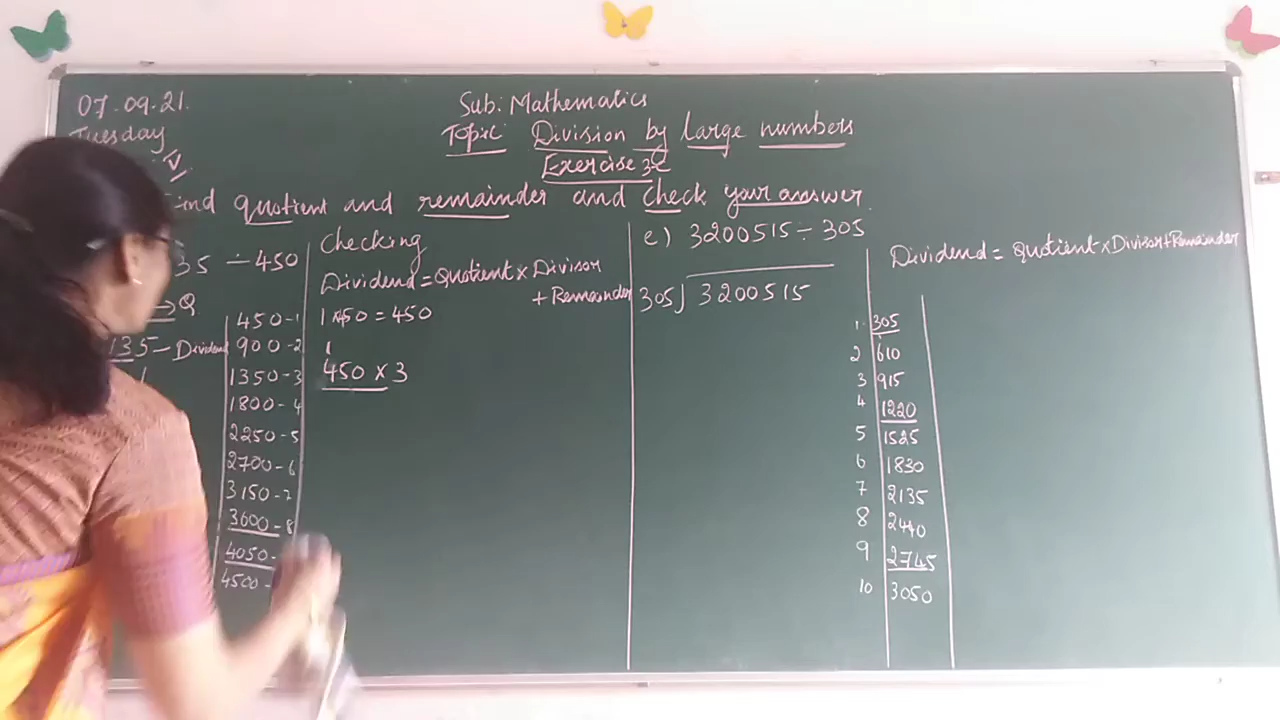 07-09-21.
Tuesday
Sub: Mathematics
Topic: Division by large numbers
Exercise 3C
quotient and remainder and check your answer.
35 ÷ 450
→ Q
135 - Dividend
450 - 1
900 - 2
1350 - 3
1800 - 4
2250 - 5
2700 - 6
3150 - 7
3600 - 8
4050 -
4500 -
Checking
Dividend = Quotient × Divisor
+ Remainder
1 × 450 = 450
1
450 × 3
e) 3200515 ÷ 305
305) 3200515
Dividend = Quotient × Divisor + Remainder
1. 305
2 610
3 915
4 1220
5 1525
6 1830
7 2135
8 2440
9 2745
10 3050